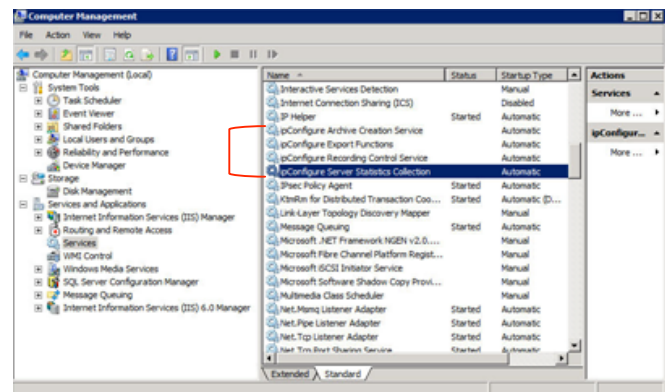 Computer Management
File Action View Help
Computer Management (Local)
System Tools
Task Scheduler
Event Viewer
Shared Folders
Local Users and Groups
Reliability and Performance
Device Manager
Storage
Disk Management
Services and Applications
Internet Information Services (IIS) Manager
Routing and Remote Access
Services
WMI Control
Windows Media Services
SQL Server Configuration Manager
Message Queuing
Internet Information Services (IIS) 6.0 Manager
Name Status Startup Type
Interactive Services Detection Manual
Internet Connection Sharing (ICS) Disabled
IP Helper Started Automatic
ipConfigure Archive Creation Service Automatic
ipConfigure Export Functions Automatic
ipConfigure Recording Control Service Automatic
ipConfigure Server Statistics Collection Automatic
IPsec Policy Agent Started Automatic
KtmRm for Distributed Transaction Coo... Started Automatic (D...
Link-Layer Topology Discovery Mapper Manual
Message Queuing Started Automatic
Microsoft .NET Framework NGEN v2.0.... Manual
Microsoft Fibre Channel Platform Regist... Manual
Microsoft iSCSI Initiator Service Manual
Microsoft Software Shadow Copy Provi... Manual
Multimedia Class Scheduler Manual
Net.Msmq Listener Adapter Started Automatic
Net.Pipe Listener Adapter Started Automatic
Net.Tcp Listener Adapter Started Automatic
Net.Tcp Port Sharing Service Started Automatic
Extended Standard
Actions
Services
More ...
ipConfigur...
More ...